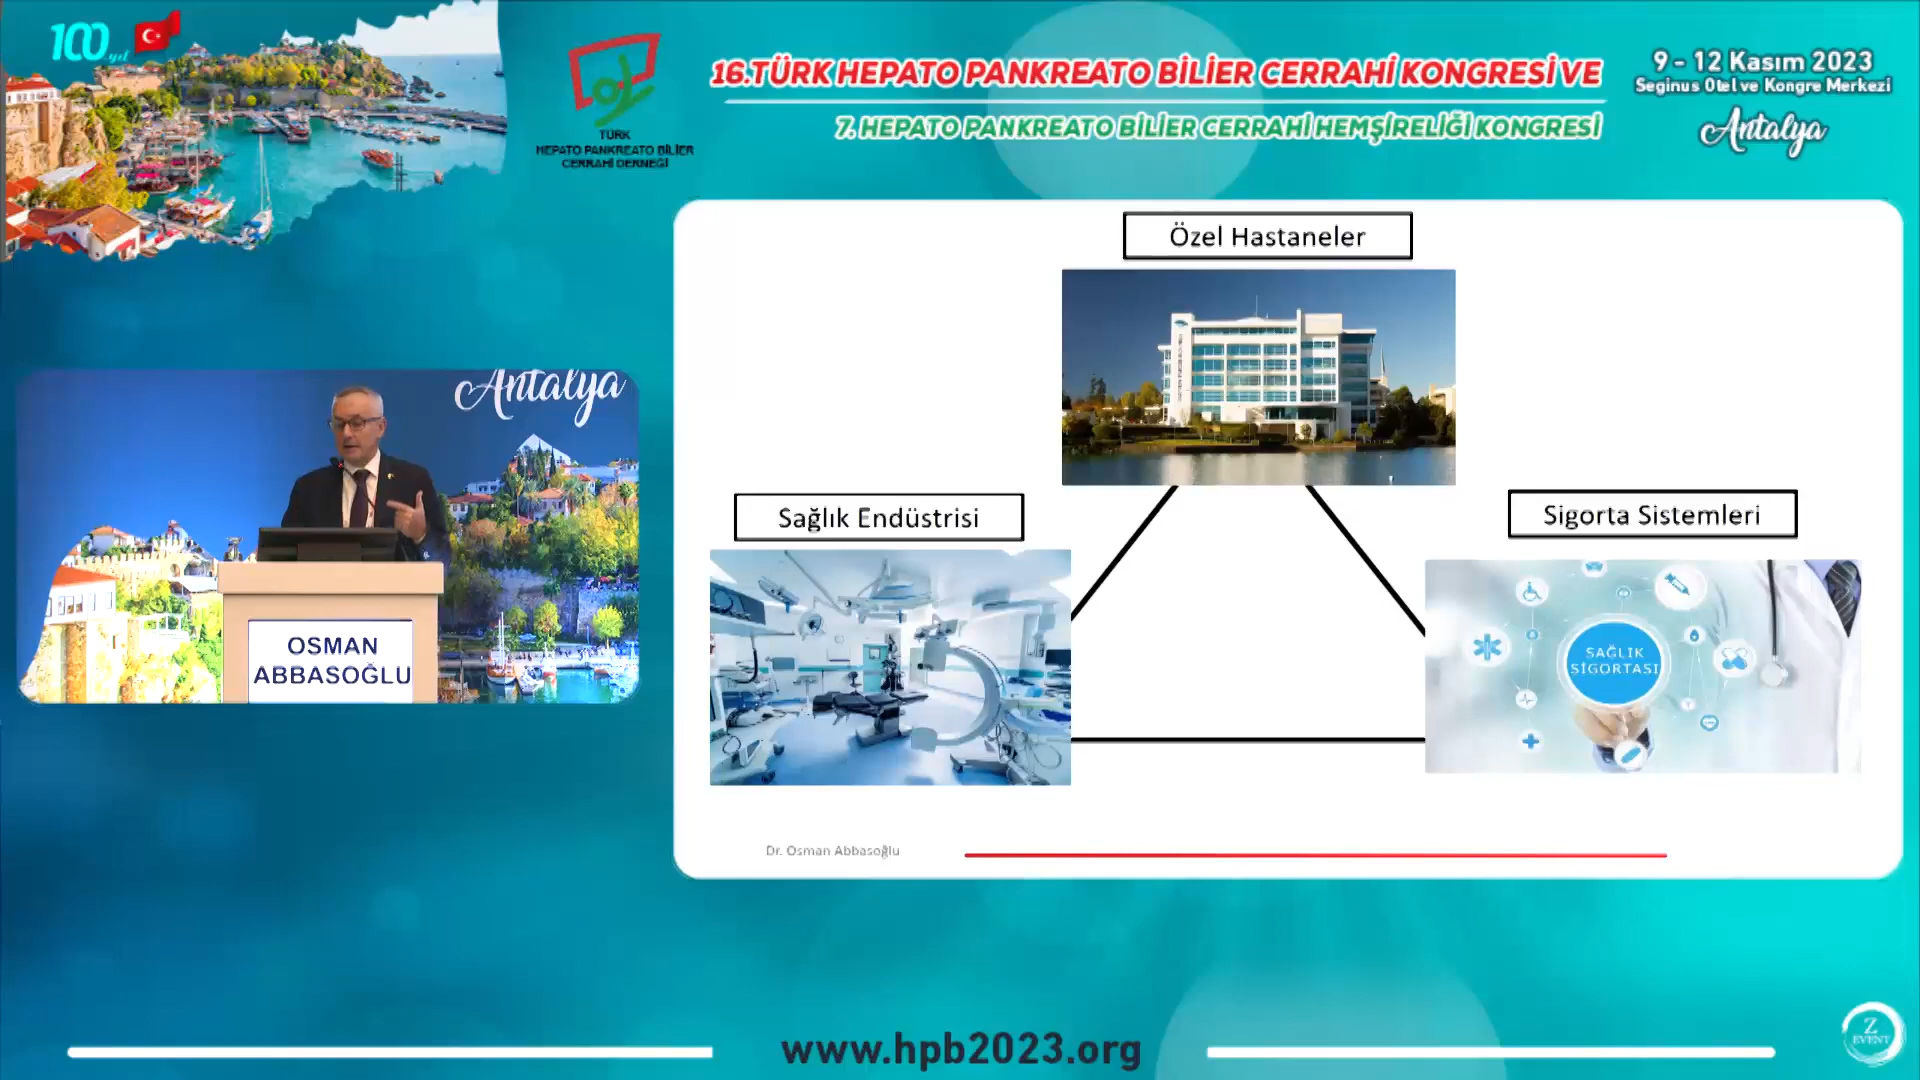 100.yıl
TÜRK
HEPATO PANKREATO BİLİER
CERRAHİ DERNEĞİ
16.TÜRK HEPATO PANKREATO BİLİER CERRAHİ KONGRESİ VE
7. HEPATO PANKREATO BİLİER CERRAHİ HEMŞİRELİĞİ KONGRESİ
9 - 12 Kasım 2023
Seginus Otel ve Kongre Merkezi
Antalya
Antalya
OSMAN
ABBASOĞLU
Özel Hastaneler
Sağlık Endüstrisi
Sigorta Sistemleri
SAĞLIK
SİGORTASI
Dr. Osman Abbasoğlu
www.hpb2023.org
Z
EVENT